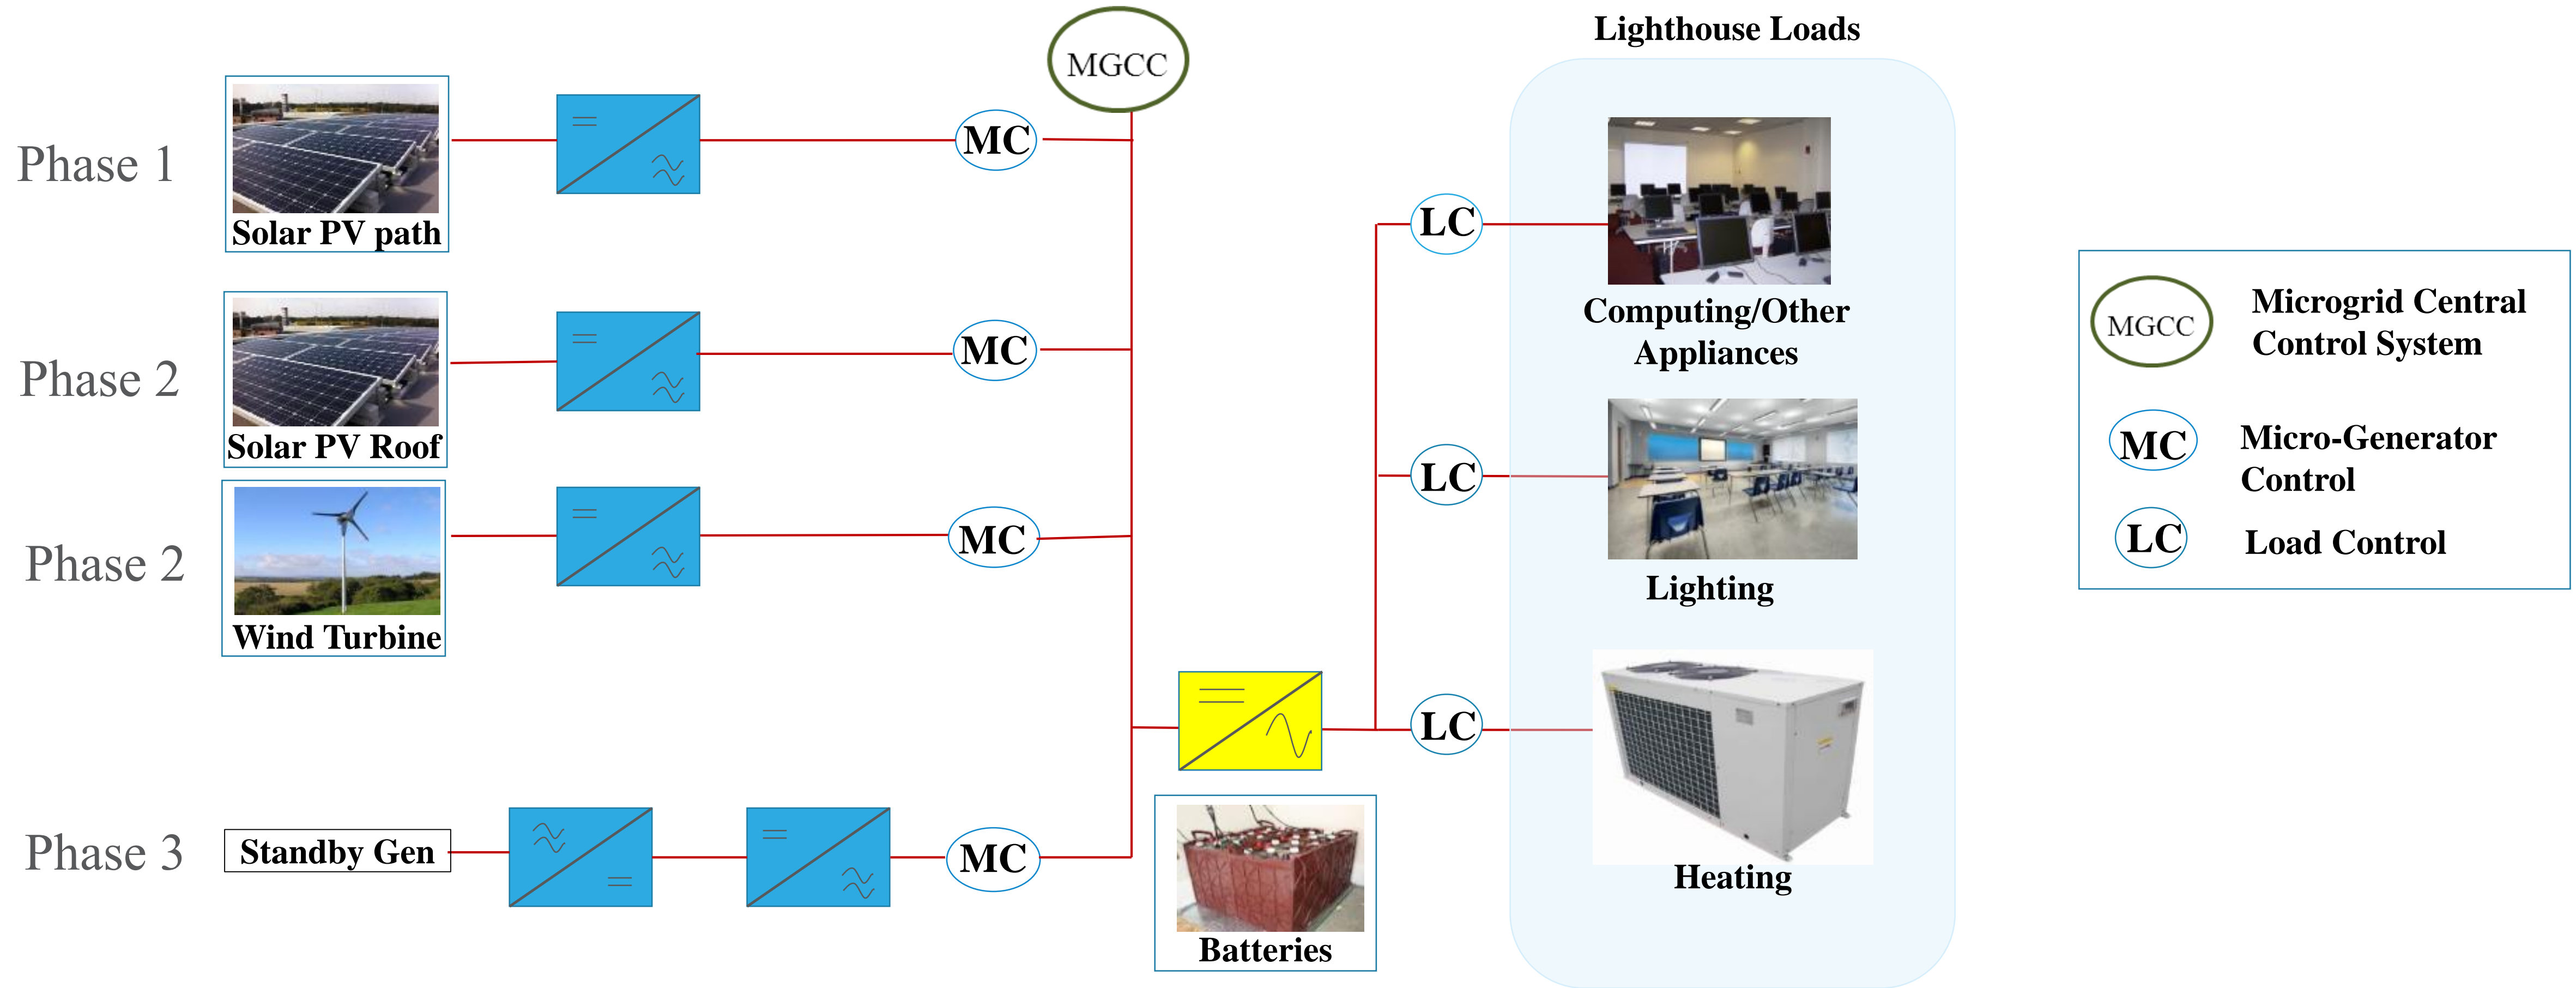 Lighthouse Loads
MGCC
Phase 1
Solar PV path
MC
LC
Computing/Other
Appliances
Phase 2
Solar PV Roof
MC
LC
Lighting
Phase 2
Wind Turbine
MC
LC
Heating
Phase 3
Standby Gen
MC
Batteries
MGCC
Microgrid Central
Control System
MC
Micro-Generator
Control
LC
Load Control